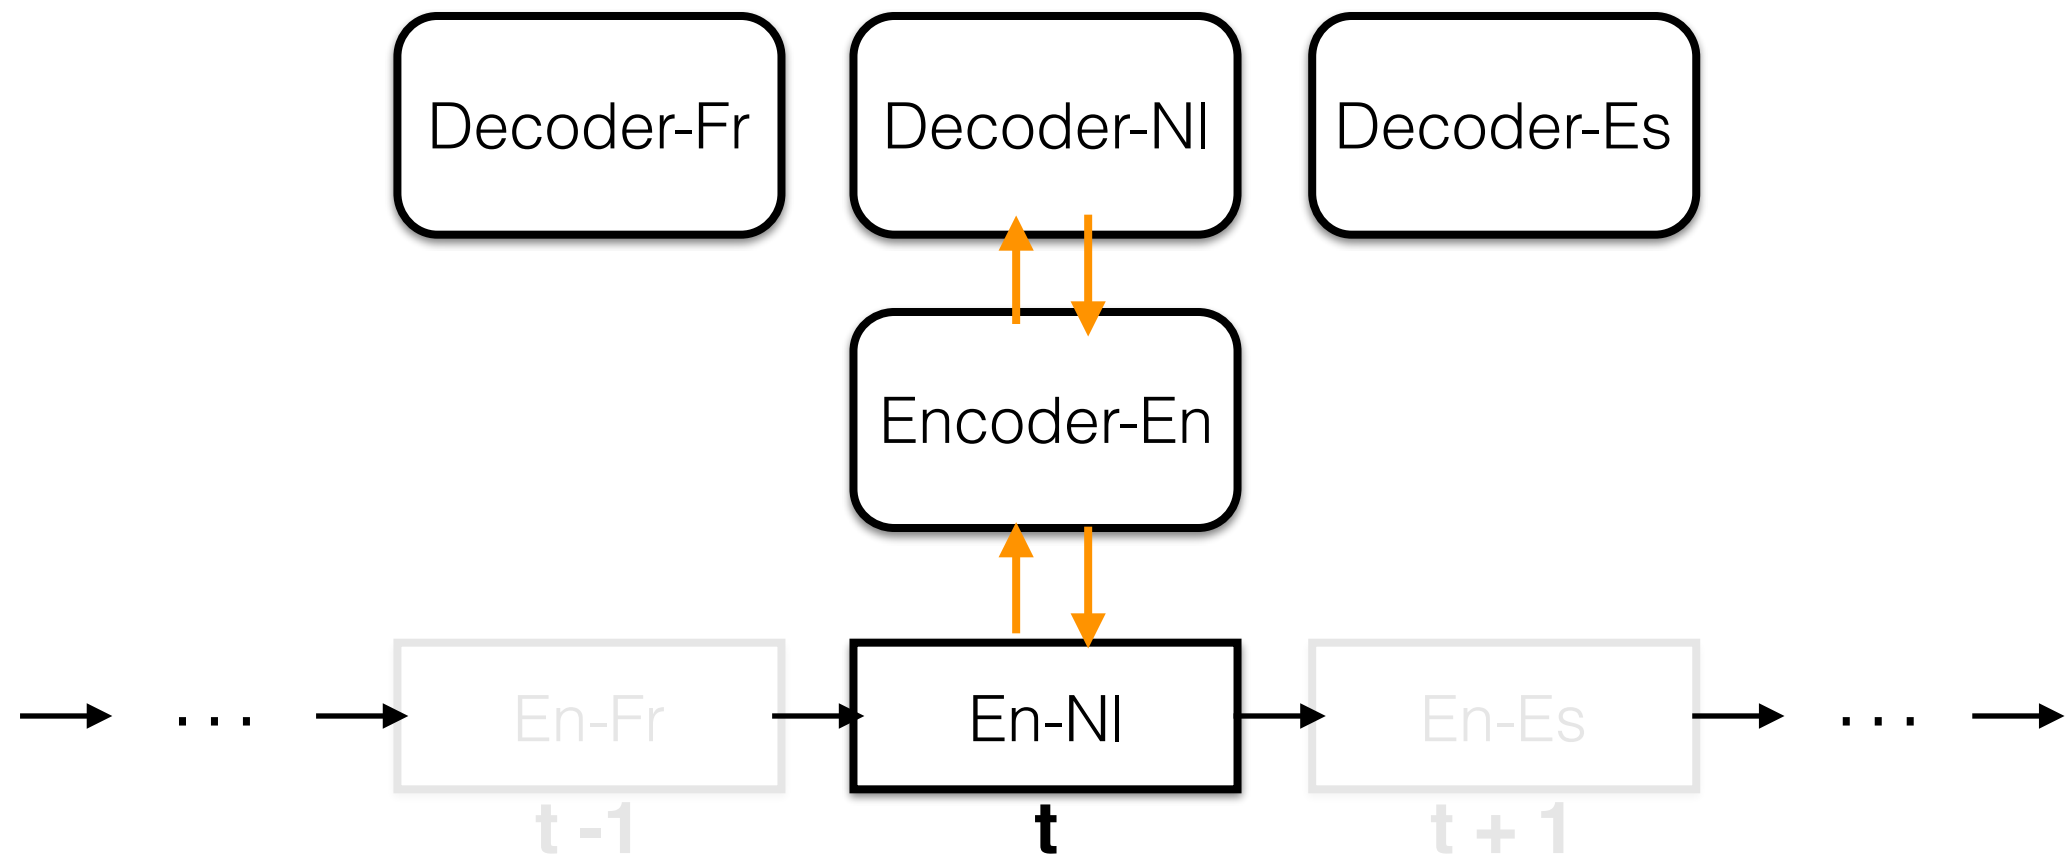 Decoder-Fr Decoder-Nl Decoder-Es
Encoder-En
... En-Fr En-Nl En-Es ...
t -1 t t + 1